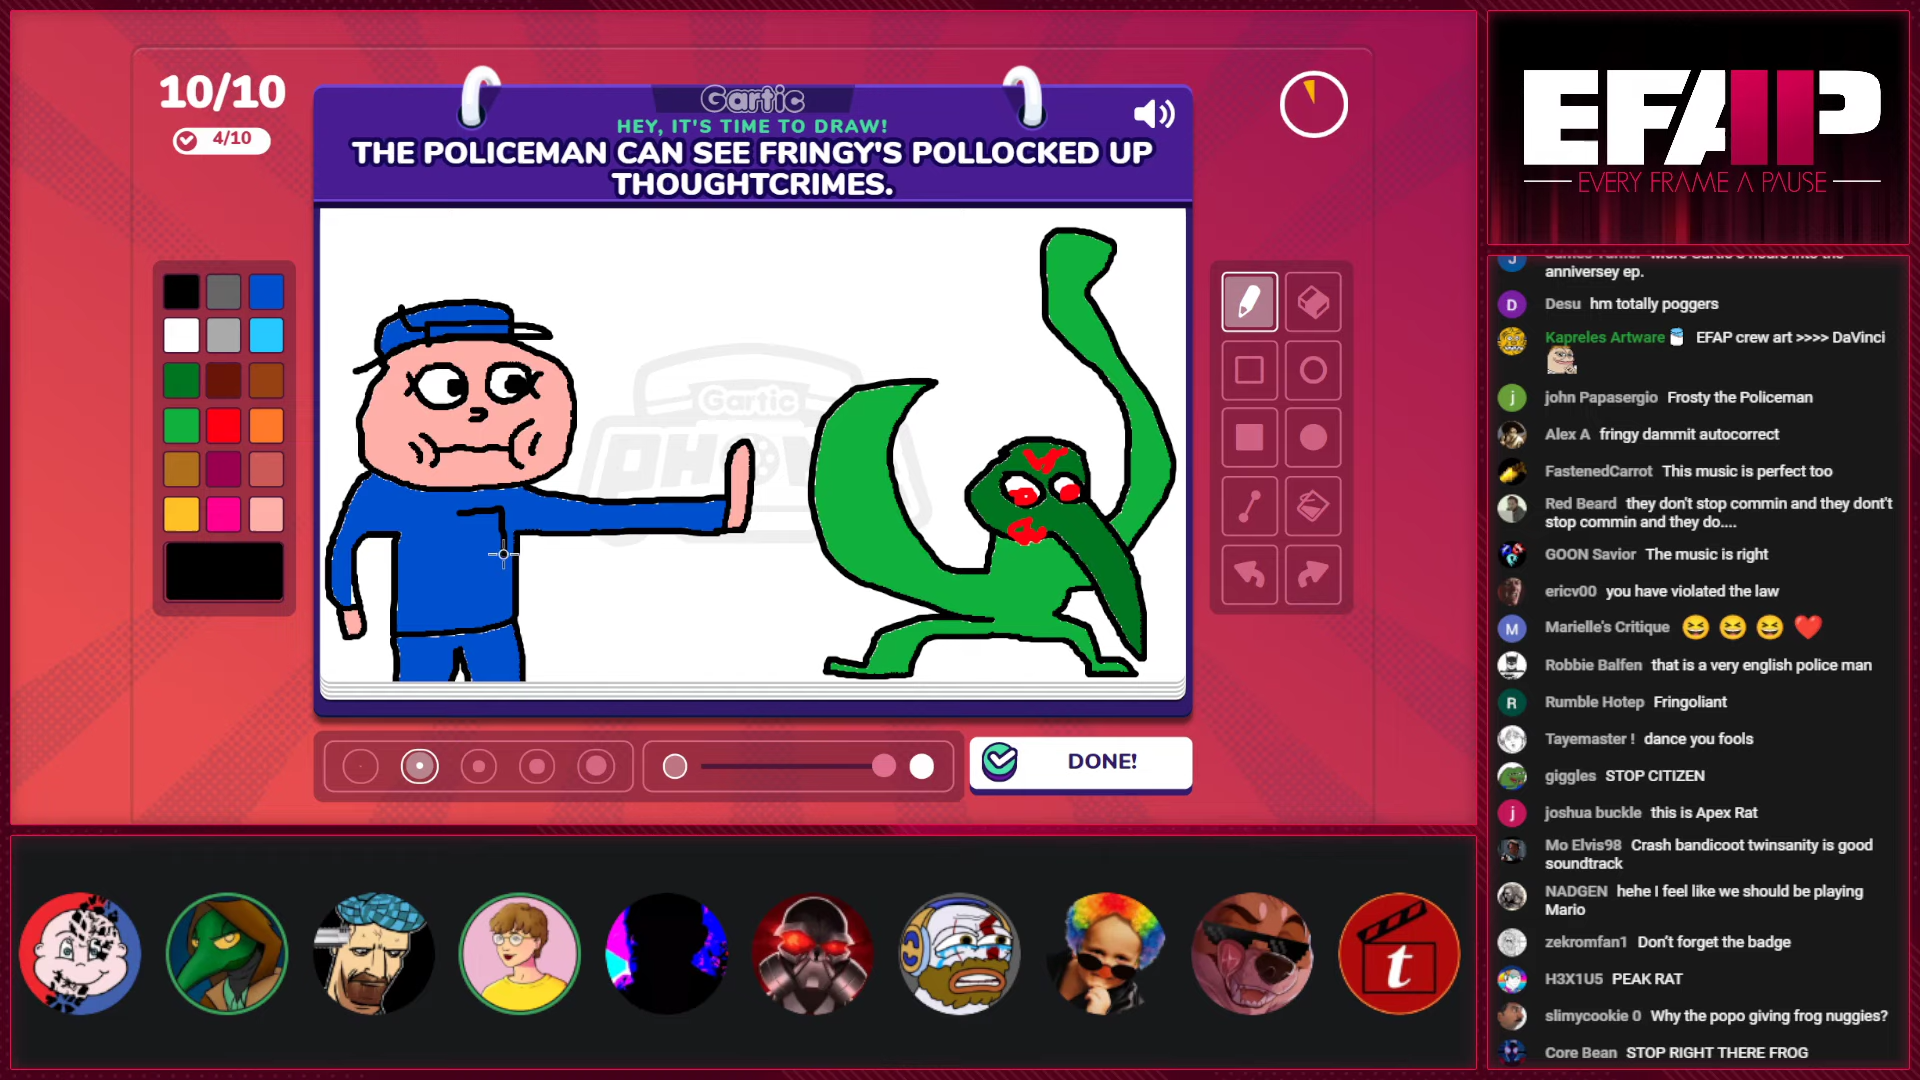 10/10
4/10
Gartic
HEY, IT'S TIME TO DRAW!
THE POLICEMAN CAN SEE FRINGY'S POLLOCKED UP
THOUGHTCRIMES.
Gartic
PHONE
DONE!
EFAP
EVERY FRAME A PAUSE
anniversey ep.
Desu hm totally poggers
Kapreles Artware EFAP crew art >>>> DaVinci
john Papasergio Frosty the Policeman
Alex A fringy dammit autocorrect
FastenedCarrot This music is perfect too
Red Beard they don't stop commin and they dont't
stop commin and they do....
GOON Savior The music is right
ericv00 you have violated the law
Marielle's Critique 😆 😆 😆 ❤️
Robbie Balfen that is a very english police man
Rumble Hotep Fringoliant
Tayemaster ! dance you fools
giggles STOP CITIZEN
joshua buckle this is Apex Rat
Mo Elvis98 Crash bandicoot twinsanity is good
soundtrack
NADGEN hehe I feel like we should be playing
Mario
zekromfan1 Don't forget the badge
H3X1U5 PEAK RAT
slimycookie 0 Why the popo giving frog nuggies?
Core Bean STOP RIGHT THERE FROG
D
j
M
R
j
t